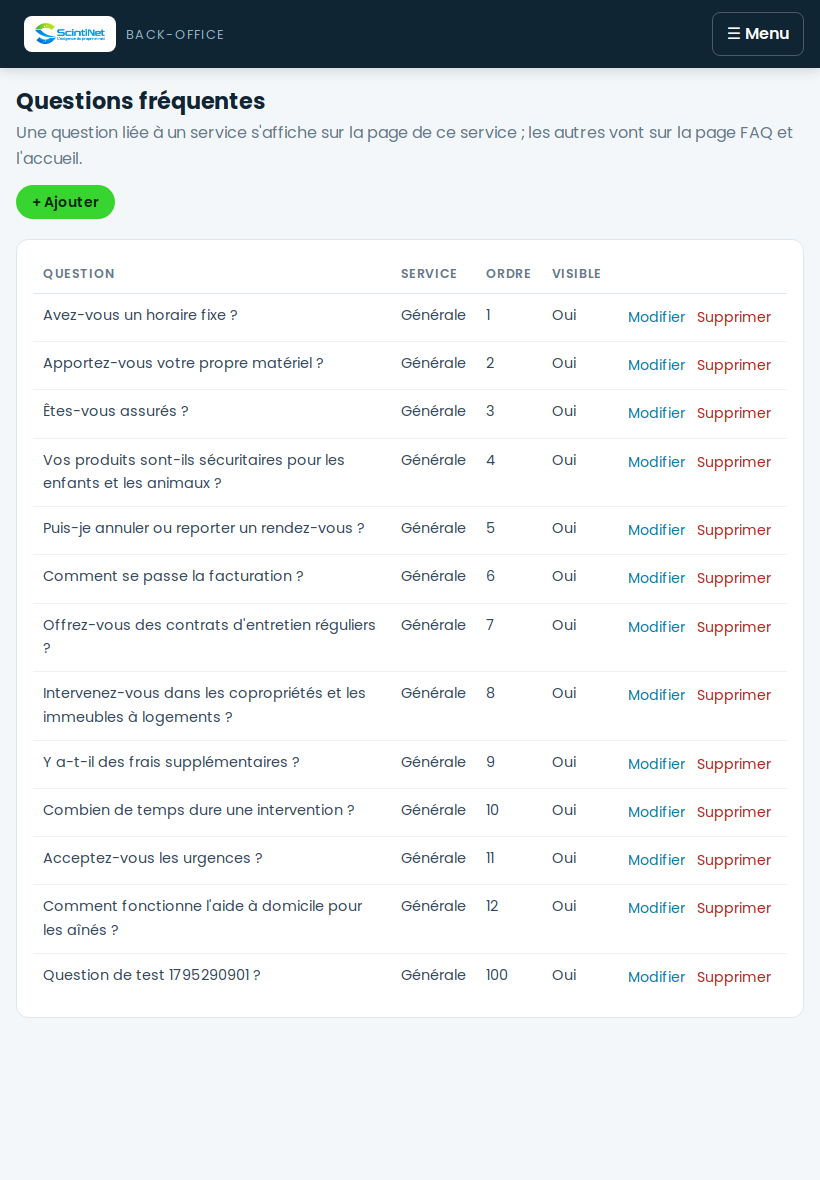 ScintiNet
BACK-OFFICE
☰ Menu
Questions fréquentes
Une question liée à un service s'affiche sur la page de ce service ; les autres vont sur la page FAQ et
l'accueil.
+ Ajouter
QUESTION SERVICE ORDRE VISIBLE
Avez-vous un horaire fixe ? Générale 1 Oui Modifier Supprimer
Apportez-vous votre propre matériel ? Générale 2 Oui Modifier Supprimer
Êtes-vous assurés ? Générale 3 Oui Modifier Supprimer
Vos produits sont-ils sécuritaires pour les Générale 4 Oui Modifier Supprimer
enfants et les animaux ?
Puis-je annuler ou reporter un rendez-vous ? Générale 5 Oui Modifier Supprimer
Comment se passe la facturation ? Générale 6 Oui Modifier Supprimer
Offrez-vous des contrats d'entretien réguliers Générale 7 Oui Modifier Supprimer
?
Intervenez-vous dans les copropriétés et les Générale 8 Oui Modifier Supprimer
immeubles à logements ?
Y a-t-il des frais supplémentaires ? Générale 9 Oui Modifier Supprimer
Combien de temps dure une intervention ? Générale 10 Oui Modifier Supprimer
Acceptez-vous les urgences ? Générale 11 Oui Modifier Supprimer
Comment fonctionne l'aide à domicile pour Générale 12 Oui Modifier Supprimer
les aînés ?
Question de test 1795290901 ? Générale 100 Oui Modifier Supprimer